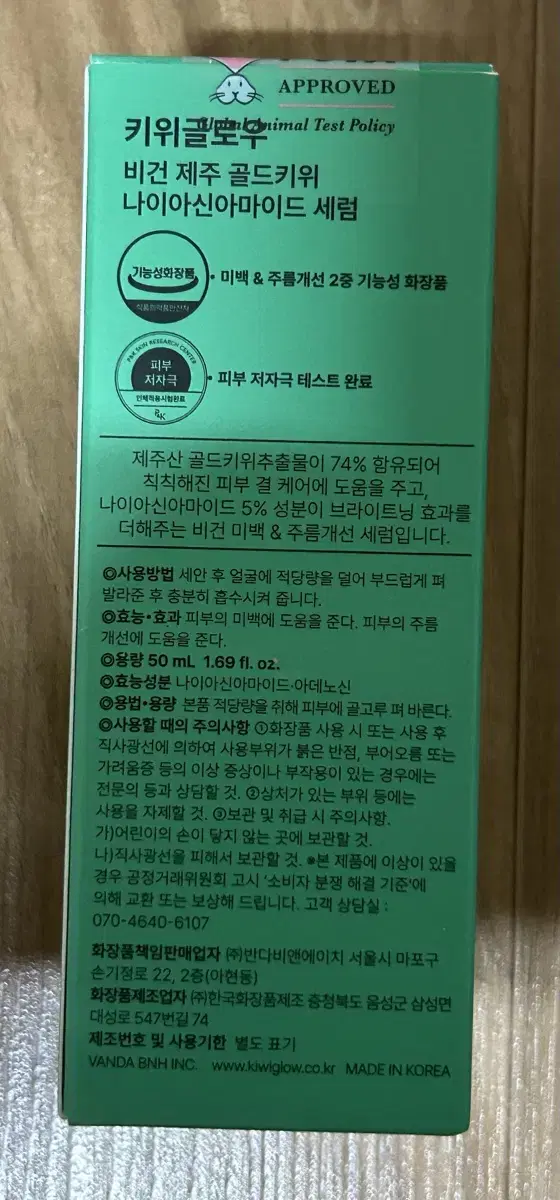 APPROVED
Global Animal Test Policy
키위글로우
비건 제주 골드키위
나이아신아마이드 세럼
기능성화장품
식품의약품안전처
• 미백 & 주름개선 2중 기능성 화장품
P&K SKIN RESEARCH CENTER
피부
저자극
인체적용시험완료
P&K
• 피부 저자극 테스트 완료
제주산 골드키위추출물이 74% 함유되어
칙칙해진 피부 결 케어에 도움을 주고,
나이아신아마이드 5% 성분이 브라이트닝 효과를
더해주는 비건 미백 & 주름개선 세럼입니다.
◎사용방법 세안 후 얼굴에 적당량을 덜어 부드럽게 펴
발라준 후 충분히 흡수시켜 줍니다.
◎효능•효과 피부의 미백에 도움을 준다. 피부의 주름
개선에 도움을 준다.
◎용량 50 mL 1.69 fl. oz.
◎효능성분 나이아신아마이드·아데노신
◎용법•용량 본품 적당량을 취해 피부에 골고루 펴 바른다.
◎사용할 때의 주의사항 ①화장품 사용 시 또는 사용 후
직사광선에 의하여 사용부위가 붉은 반점, 부어오름 또는
가려움증 등의 이상 증상이나 부작용이 있는 경우에는
전문의 등과 상담할 것. ②상처가 있는 부위 등에는
사용을 자제할 것. ③보관 및 취급 시 주의사항.
가)어린이의 손이 닿지 않는 곳에 보관할 것.
나)직사광선을 피해서 보관할 것. ※본 제품에 이상이 있을
경우 공정거래위원회 고시 '소비자 분쟁 해결 기준'에
의해 교환 또는 보상해 드립니다. 고객 상담실 :
070-4640-6107
화장품책임판매업자 ㈜반다비앤에이치 서울시 마포구
손기정로 22, 2층(아현동)
화장품제조업자 ㈜한국화장품제조 충청북도 음성군 삼성면
대성로 547번길 74
제조번호 및 사용기한 별도 표기
VANDA BNH INC. www.kiwiglow.co.kr MADE IN KOREA